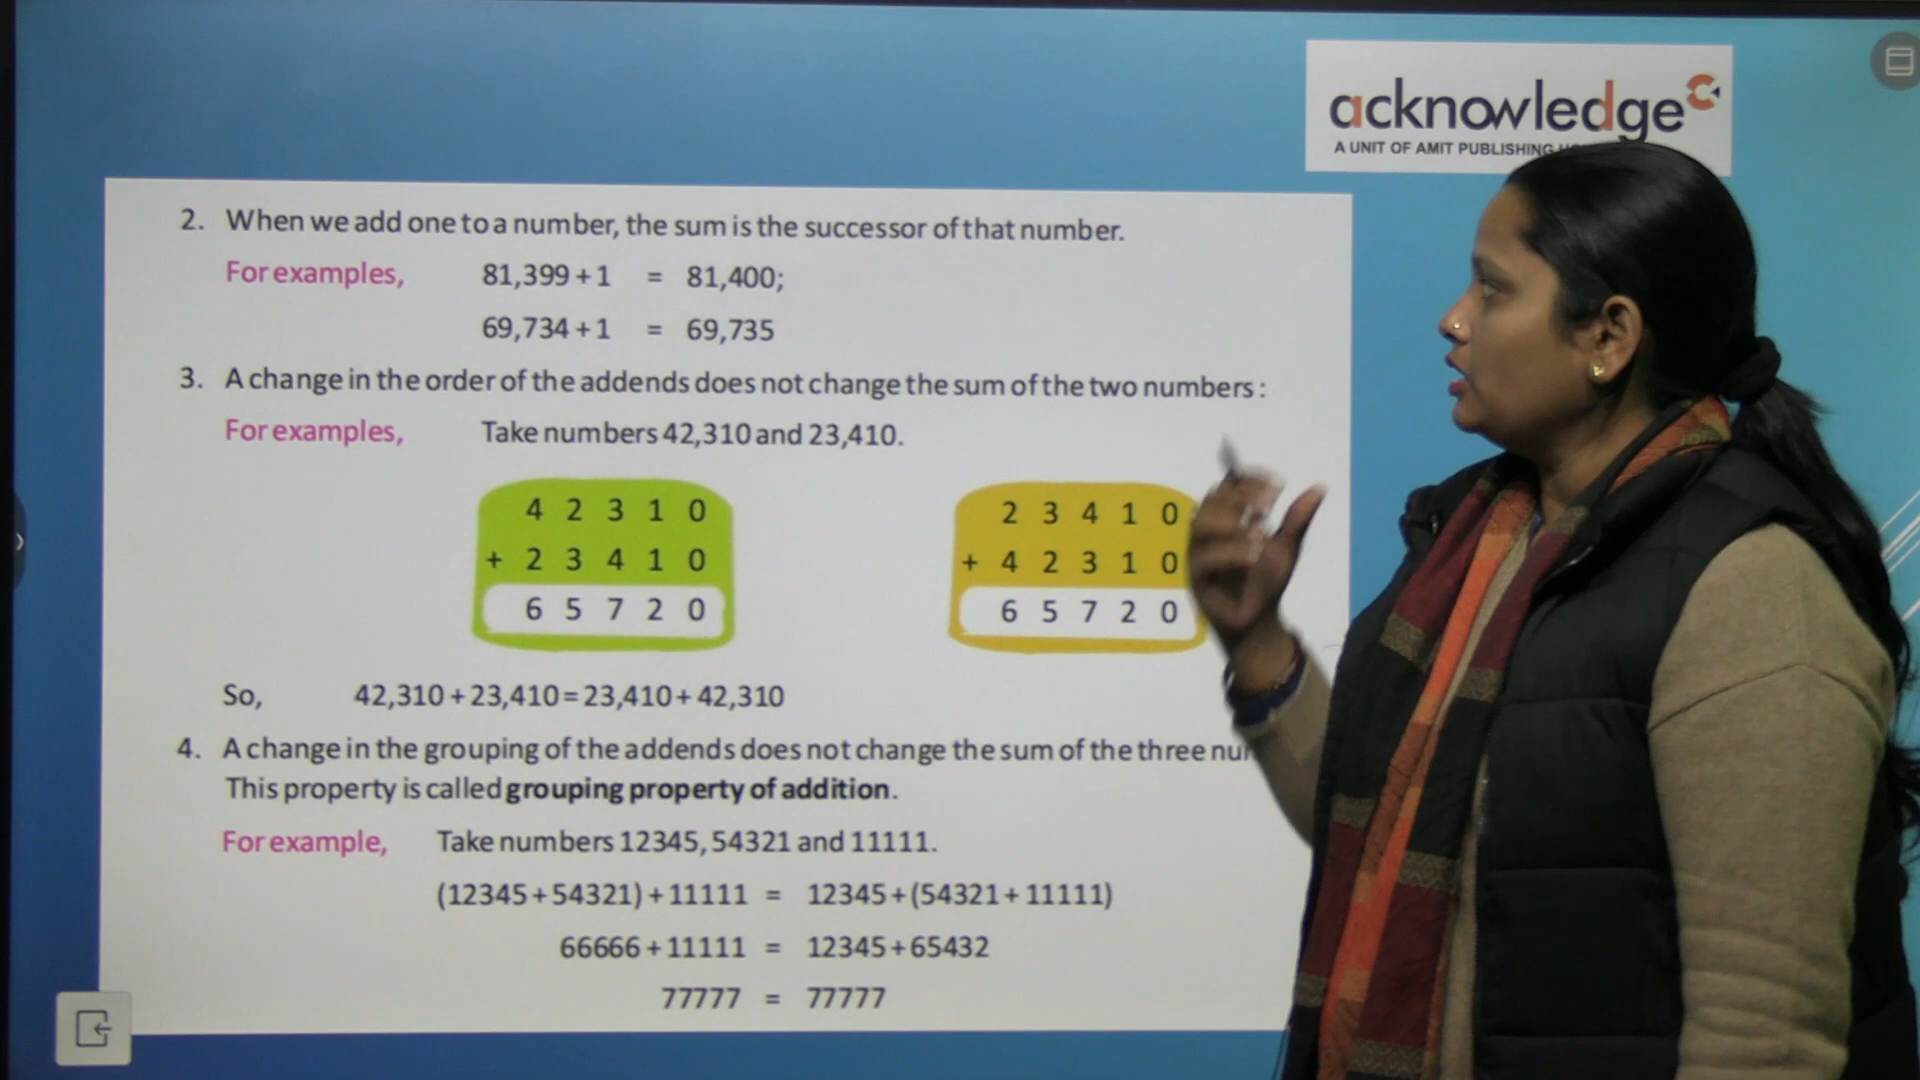 acknowledge
A UNIT OF AMIT PUBLISHING
2. When we add one to a number, the sum is the successor of that number.
For examples, 81,399 + 1 = 81,400;
69,734 + 1 = 69,735
3. A change in the order of the addends does not change the sum of the two numbers :
For examples, Take numbers 42,310 and 23,410.
4 2 3 1 0
+ 2 3 4 1 0
6 5 7 2 0
2 3 4 1 0
+ 4 2 3 1 0
6 5 7 2 0
So, 42,310 + 23,410 = 23,410 + 42,310
4. A change in the grouping of the addends does not change the sum of the three
This property is called grouping property of addition.
For example, Take numbers 12345, 54321 and 11111.
(12345 + 54321) + 11111 = 12345 + (54321 + 11111)
66666 + 11111 = 12345 + 65432
77777 = 77777